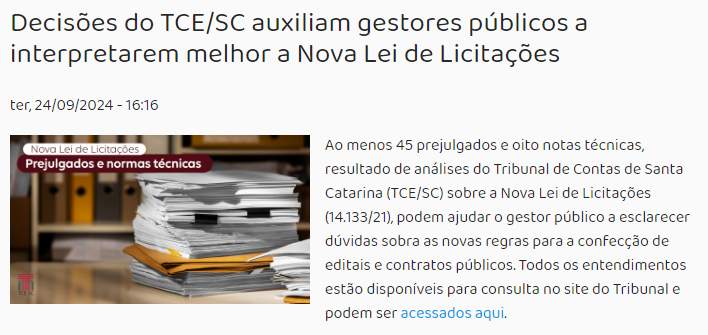 Decisões do TCE/SC auxiliam gestores públicos a
interpretarem melhor a Nova Lei de Licitações
ter, 24/09/2024 - 16:16
Nova Lei de Licitações
Prejulgados e normas técnicas
TCE SC
Ao menos 45 prejulgados e oito notas técnicas,
resultado de análises do Tribunal de Contas de Santa
Catarina (TCE/SC) sobre a Nova Lei de Licitações
(14.133/21), podem ajudar o gestor público a esclarecer
dúvidas sobra as novas regras para a confecção de
editais e contratos públicos. Todos os entendimentos
estão disponíveis para consulta no site do Tribunal e
podem ser acessados aqui.